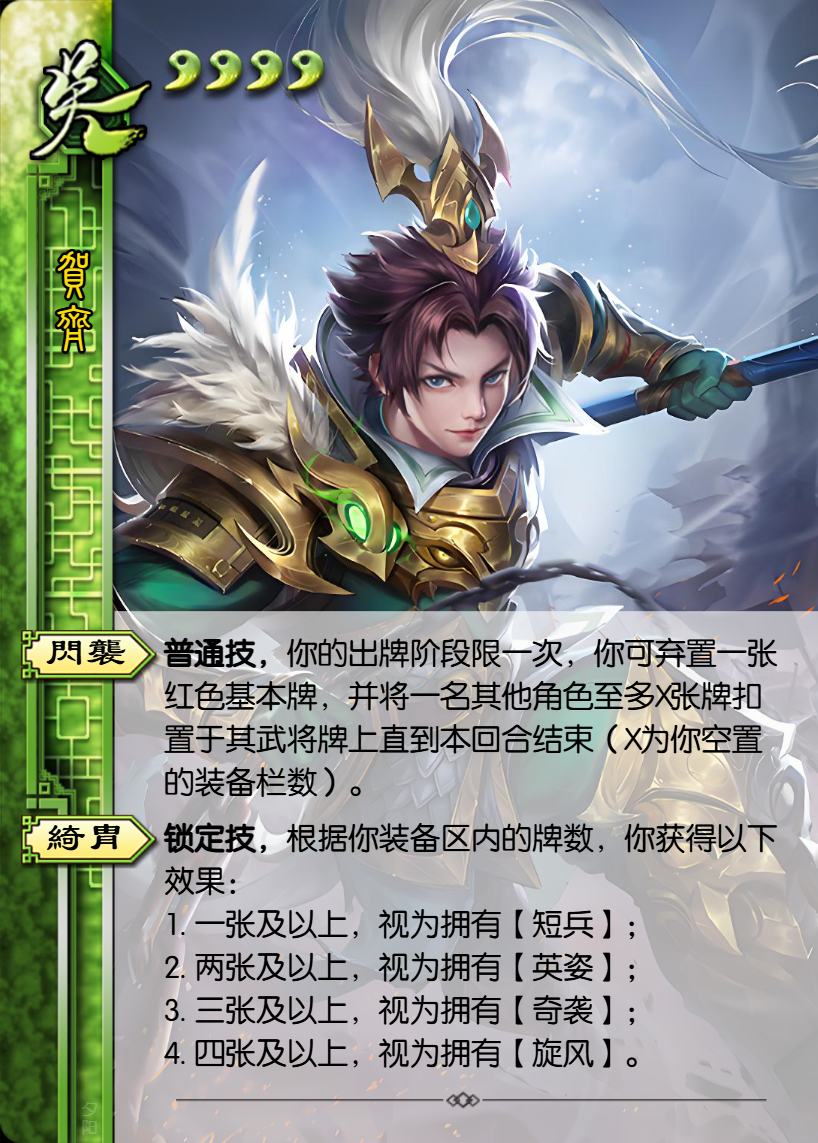 吴
賀齊
閃襲
普通技，你的出牌阶段限一次，你可弃置一张
红色基本牌，并将一名其他角色至多X张牌扣
置于其武将牌上直到本回合结束（X为你空置
的装备栏数）。
綺冑
锁定技，根据你装备区内的牌数，你获得以下
效果：
1. 一张及以上，视为拥有【短兵】；
2. 两张及以上，视为拥有【英姿】；
3. 三张及以上，视为拥有【奇袭】；
4. 四张及以上，视为拥有【旋风】。
夕阳